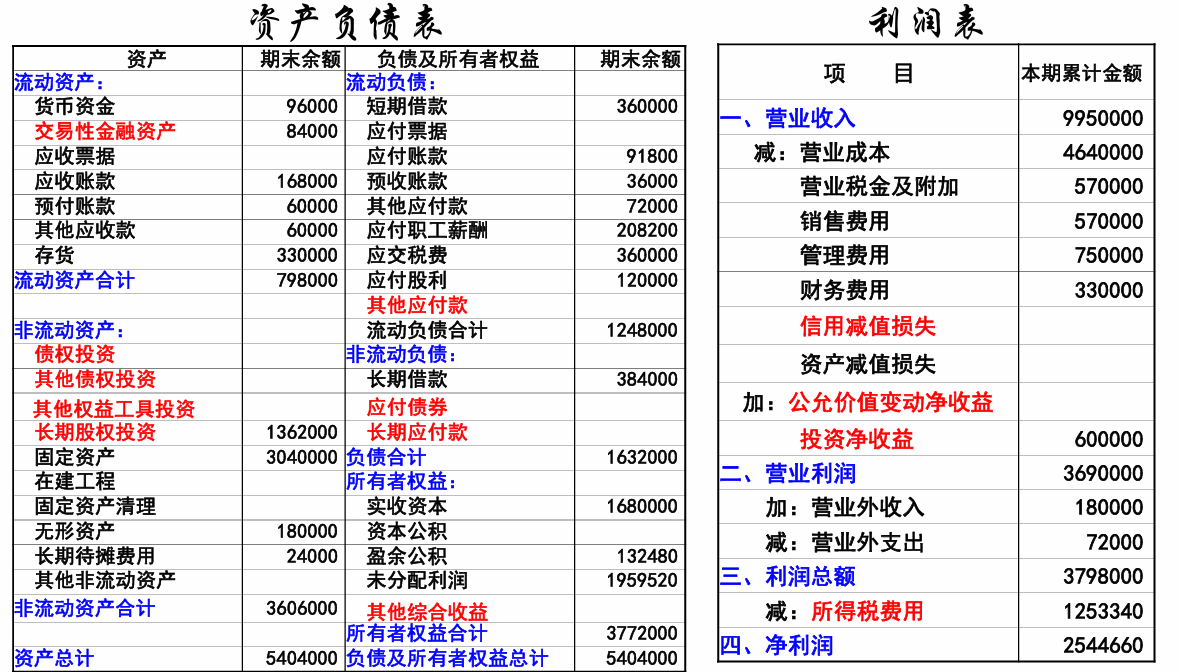 资产负债表
资产 期末余额 负债及所有者权益 期末余额
流动资产： 流动负债：
货币资金 96000 短期借款 360000
交易性金融资产 84000 应付票据
应收票据 应付账款 91800
应收账款 168000 预收账款 36000
预付账款 60000 其他应付款 72000
其他应收款 60000 应付职工薪酬 208200
存货 330000 应交税费 360000
流动资产合计 798000 应付股利 120000
其他应付款
非流动资产： 流动负债合计 1248000
债权投资 非流动负债：
其他债权投资 长期借款 384000
其他权益工具投资 应付债券
长期股权投资 1362000 长期应付款
固定资产 3040000 负债合计 1632000
在建工程 所有者权益：
固定资产清理 实收资本 1680000
无形资产 180000 资本公积
长期待摊费用 24000 盈余公积 132480
其他非流动资产 未分配利润 1959520
非流动资产合计 3606000 其他综合收益
所有者权益合计 3772000
资产总计 5404000 负债及所有者权益总计 5404000
利润表
项 目 本期累计金额
一、营业收入 9950000
减：营业成本 4640000
营业税金及附加 570000
销售费用 570000
管理费用 750000
财务费用 330000
信用减值损失
资产减值损失
加：公允价值变动净收益
投资净收益 600000
二、营业利润 3690000
加：营业外收入 180000
减：营业外支出 72000
三、利润总额 3798000
减：所得税费用 1253340
四、净利润 2544660